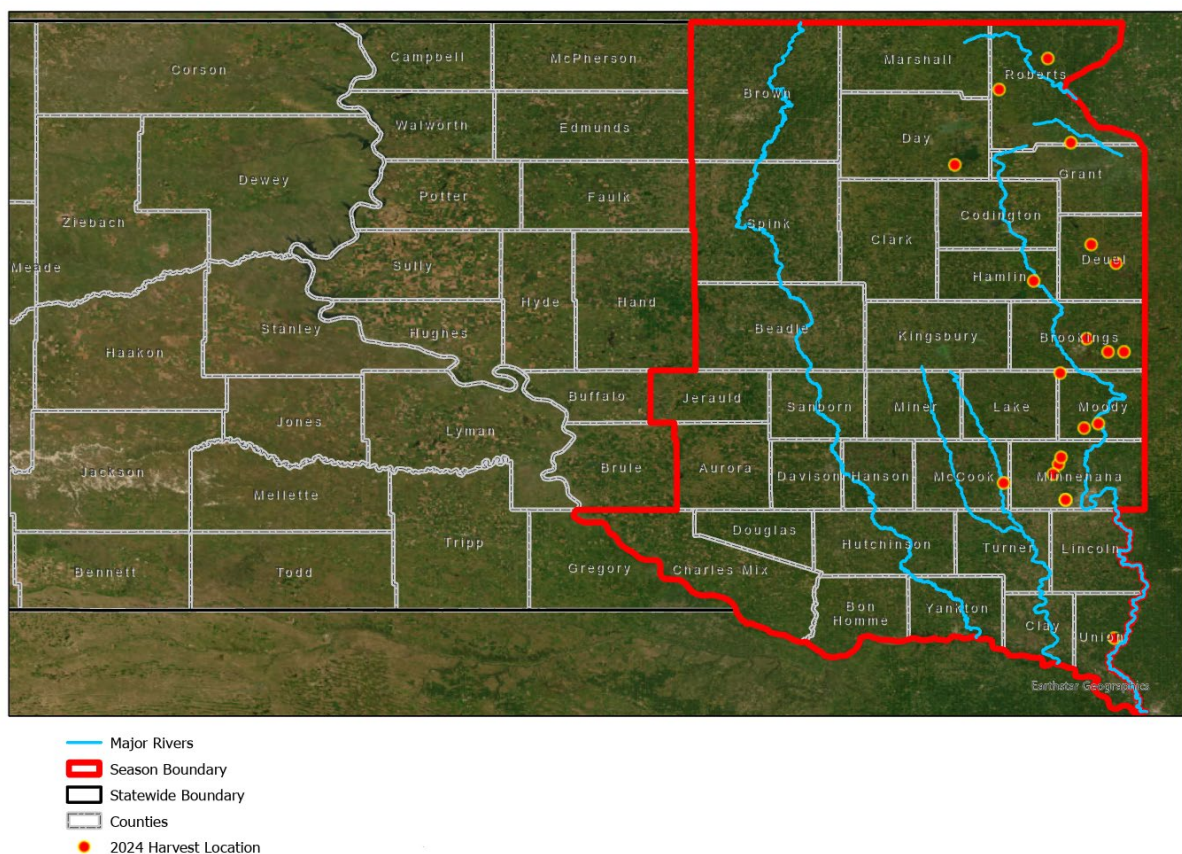 Corson
Campbell
McPherson
Brown
Marshall
Roberts
Walworth
Edmunds
Day
Dewey
Potter
Faulk
Grant
Ziebach
Spink
Codington
Clark
Meade
Sully
Deuel
Hamlin
Hyde
Hand
Stanley
Hughes
Beadle
Kingsbury
Brookings
Haakon
Buffalo
Jerauld
Sanborn
Miner
Lake
Moody
Jones
Lyman
Jackson
Brule
Aurora
Davison
Hanson
McCook
Minnehaha
Mellette
Douglas
Tripp
Hutchinson
Turner
Lincoln
Bennett
Todd
Gregory
Charles Mix
Bon
Homme
Yankton
Clay
Union
Earthstar Geographics
Major Rivers
Season Boundary
Statewide Boundary
Counties
2024 Harvest Location